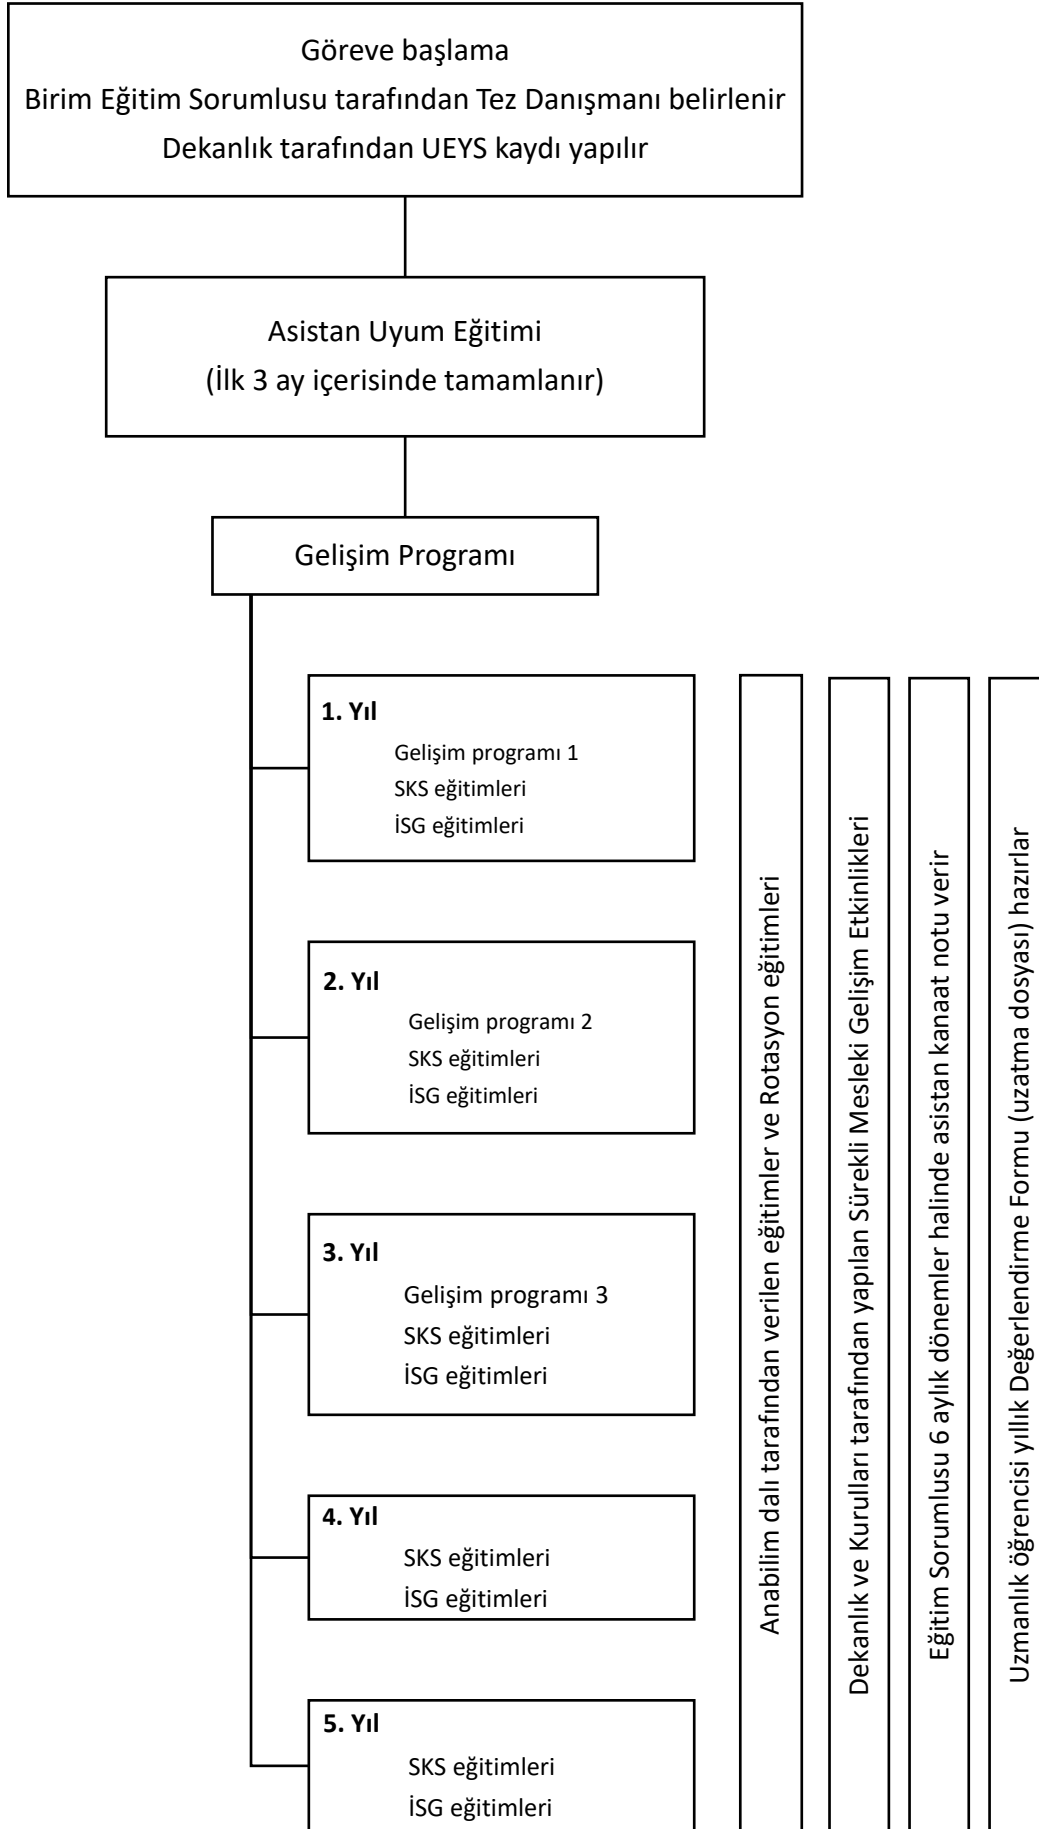 Göreve başlama
Birim Eğitim Sorumlusu tarafından Tez Danışmanı belirlenir
Dekanlık tarafından UEYS kaydı yapılır
Asistan Uyum Eğitimi
(İlk 3 ay içerisinde tamamlanır)
Gelişim Programı
1. Yıl
Gelişim programı 1
SKS eğitimleri
İSG eğitimleri
2. Yıl
Gelişim programı 2
SKS eğitimleri
İSG eğitimleri
3. Yıl
Gelişim programı 3
SKS eğitimleri
İSG eğitimleri
4. Yıl
SKS eğitimleri
İSG eğitimleri
5. Yıl
SKS eğitimleri
İSG eğitimleri
Anabilim dalı tarafından verilen eğitimler ve Rotasyon eğitimleri
Dekanlık ve Kurulları tarafından yapılan Sürekli Mesleki Gelişim Etkinlikleri
Eğitim Sorumlusu 6 aylık dönemler halinde asistan kanaat notu verir
Uzmanlık öğrencisi yıllık Değerlendirme Formu (uzatma dosyası) hazırlar